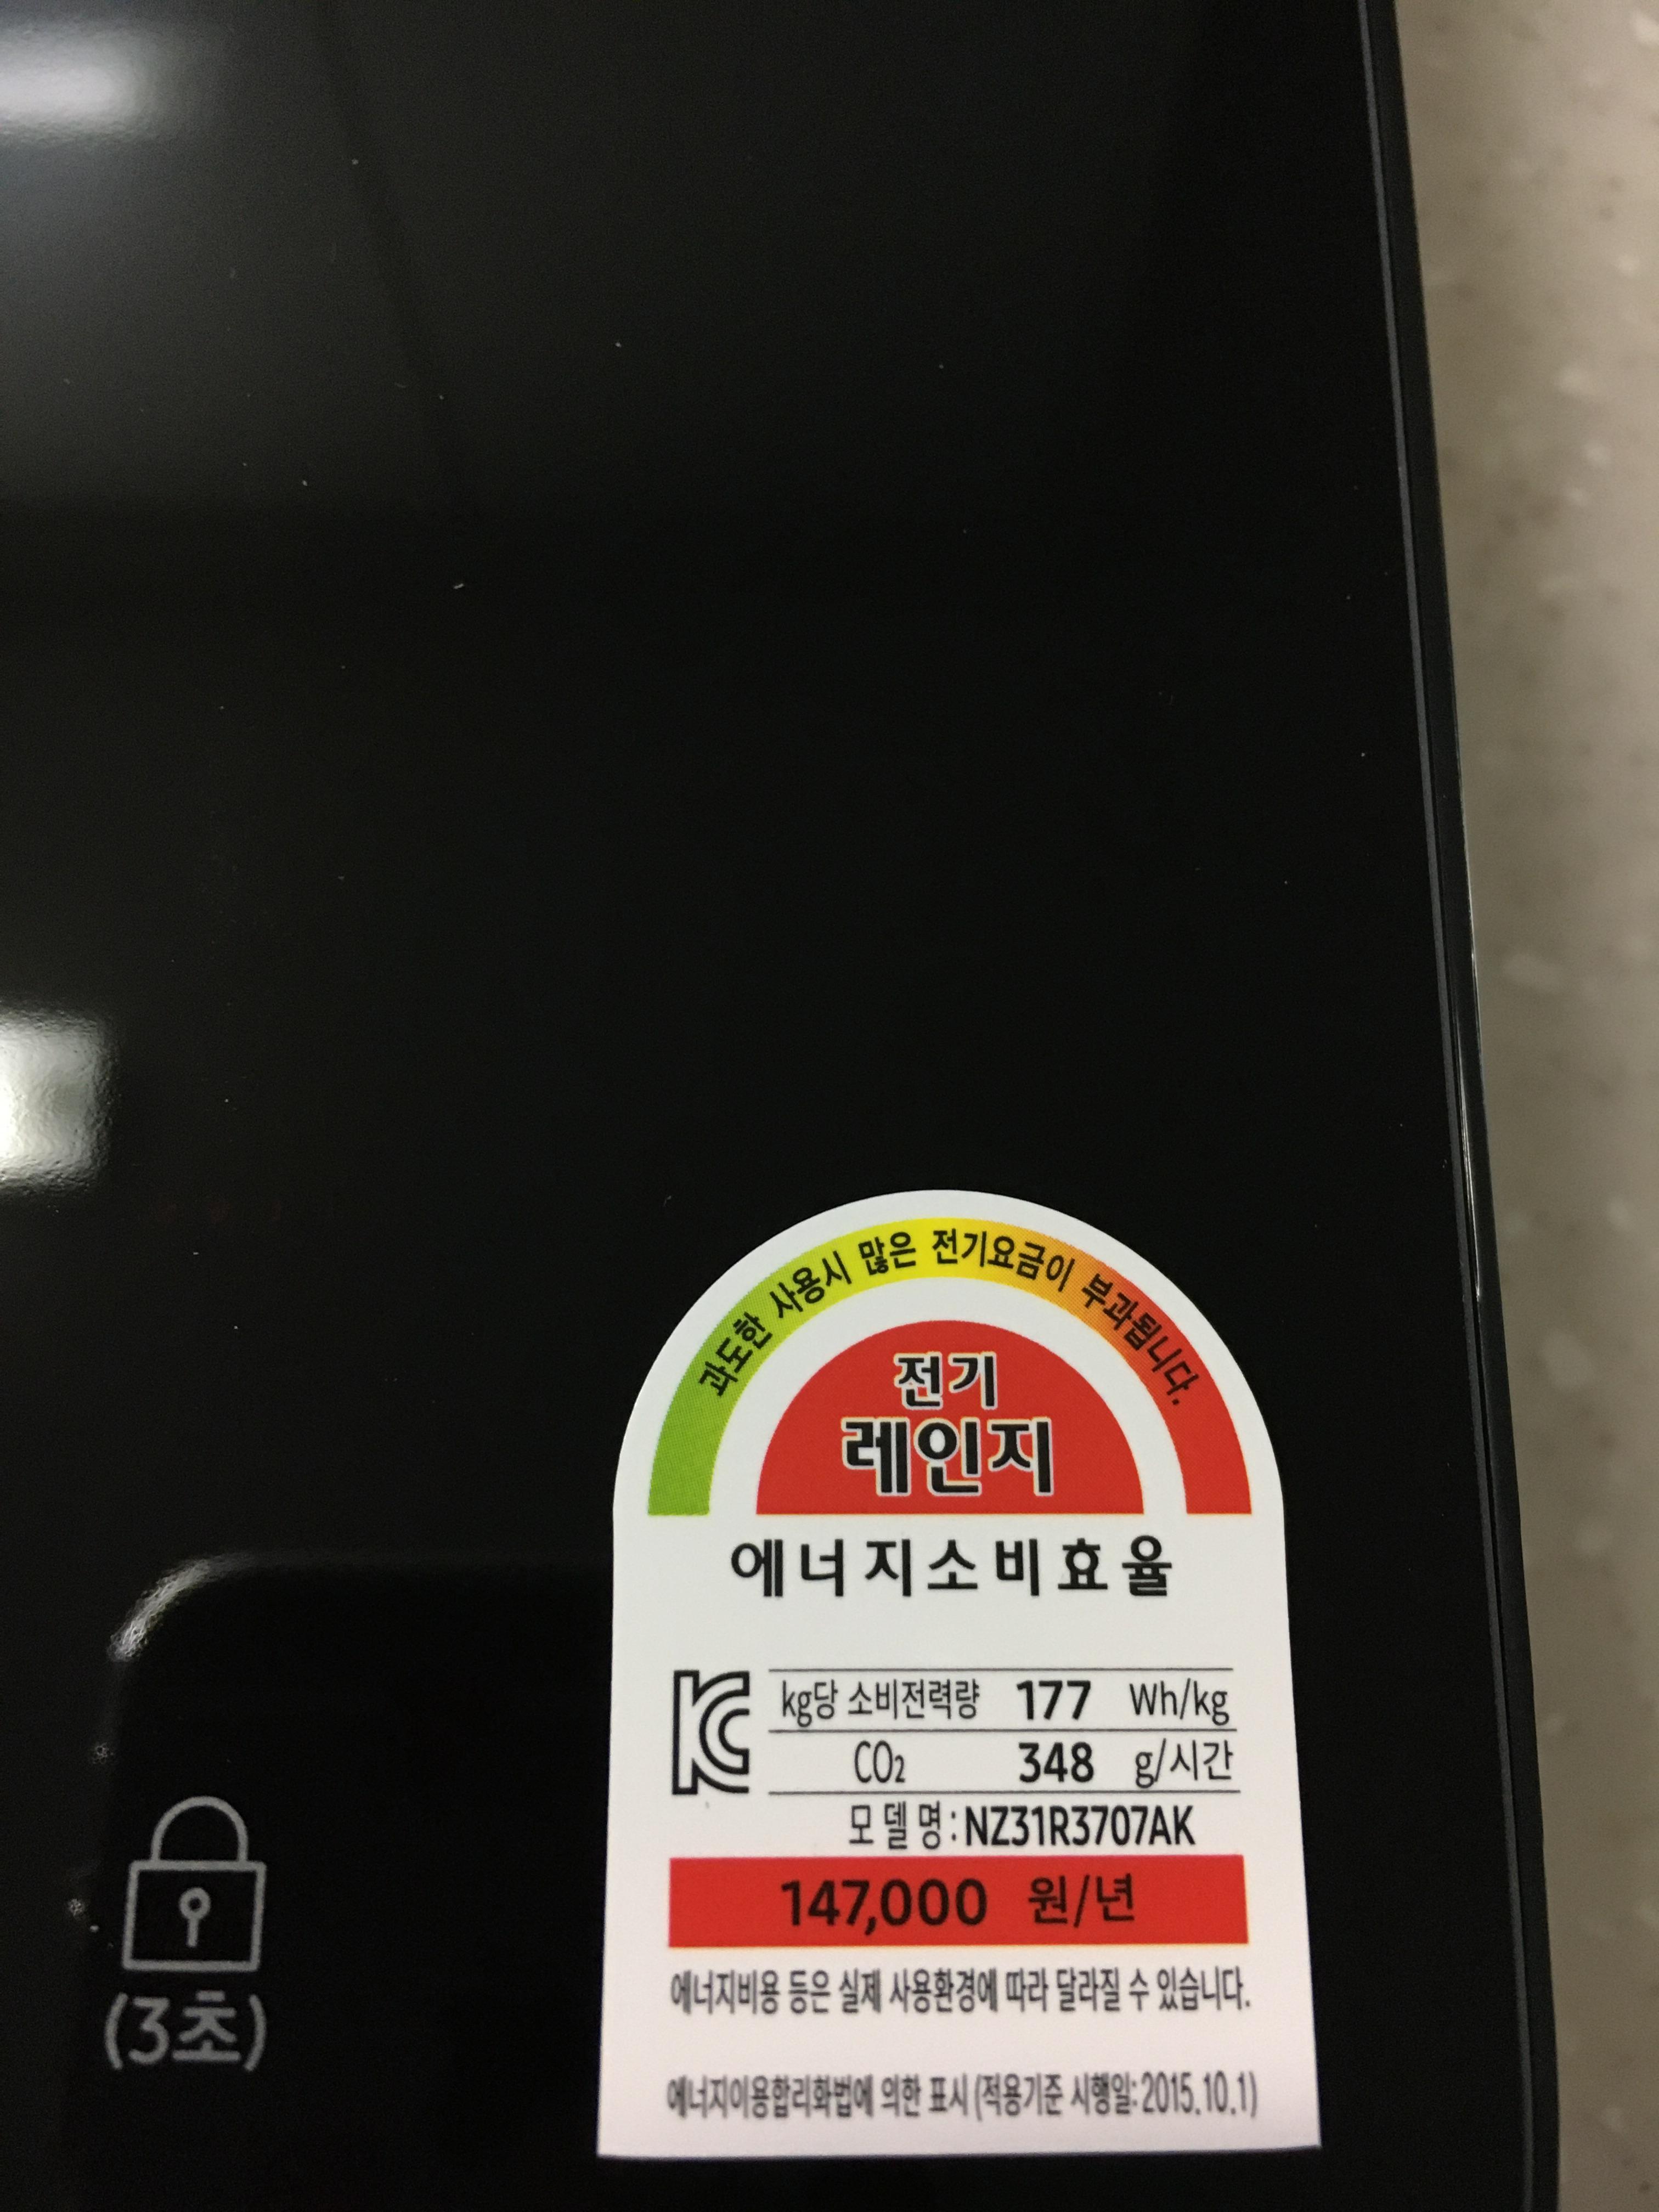 과도한 사용시 많은 전기요금이 부과됩니다.
전기
레인지
에너지소비효율
KC
kg당 소비전력량 177 Wh/kg
CO₂ 348 g/시간
모델명:NZ31R3707AK
147,000 원/년
에너지비용 등은 실제 사용환경에 따라 달라질 수 있습니다.
에너지이용합리화법에 의한 표시(적용기준 시행일:2015.10.1)
(3초)